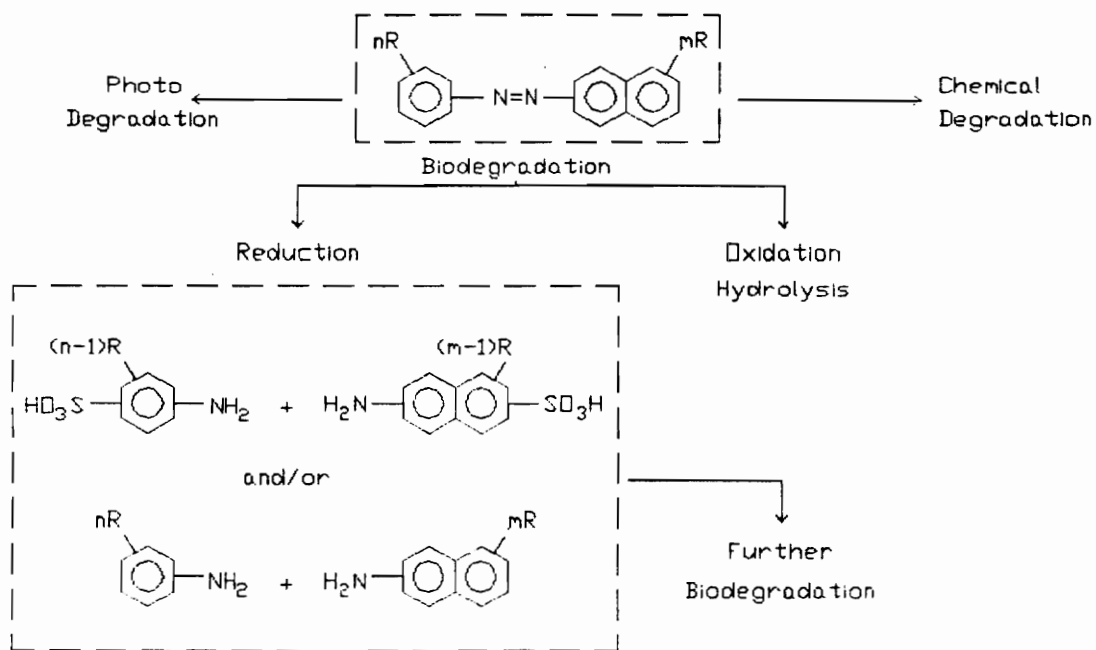 nR
mR
N=N
Photo
Degradation
Chemical
Degradation
Biodegradation
Reduction
Oxidation
Hydrolysis
(n-1)R
(m-1)R
HO3S
NH2
+
H2N
SO3H
and/or
nR
mR
NH2
+
H2N
Further
Biodegradation